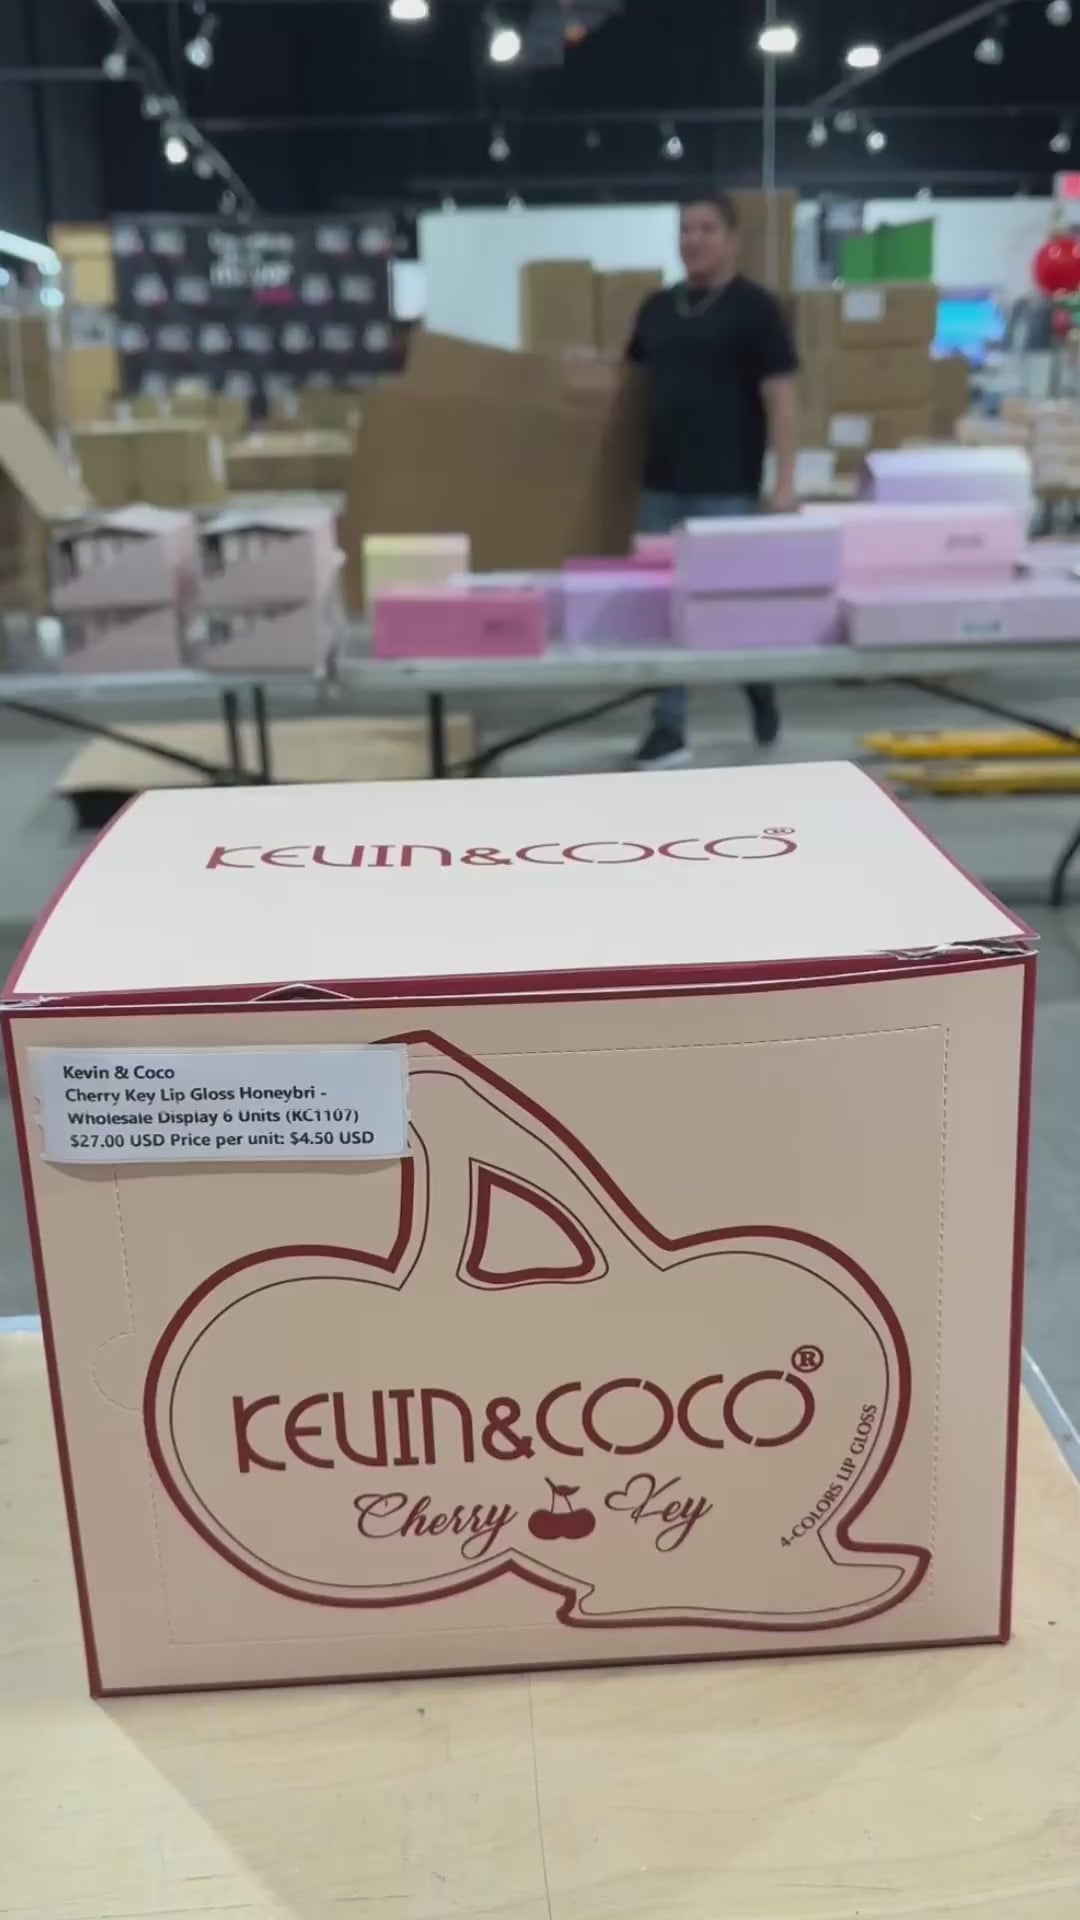 KEVIN&COCO®
Kevin & Coco
Cherry Key Lip Gloss Honeybri -
Wholesale Display 6 Units (KC1107)
$27.00 USD Price per unit: $4.50 USD
KEVIN&COCO®
Cherry Key
4-COLORS LIP GLOSS